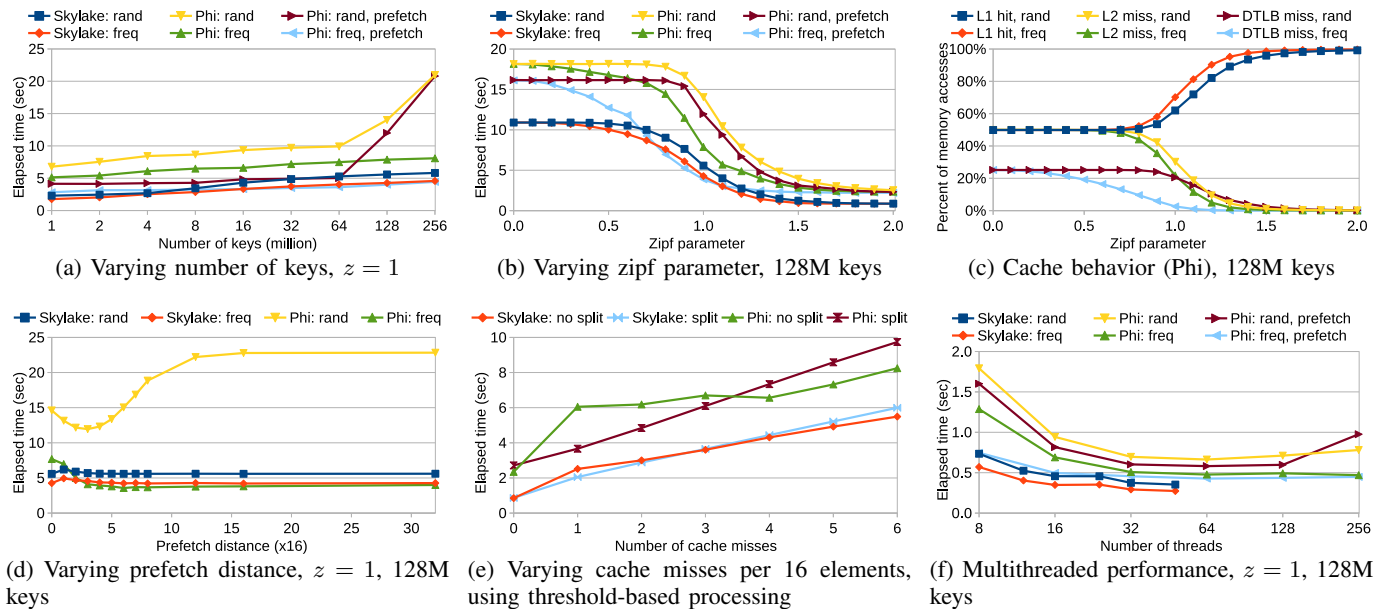 Skylake: rand Phi: rand Phi: rand, prefetch
Skylake: freq Phi: freq Phi: freq, prefetch
Elapsed time (sec)
25
20
15
10
5
0
1 2 4 8 16 32 64 128 256
Number of keys (million)
(a) Varying number of keys, z = 1
Skylake: rand Phi: rand Phi: rand, prefetch
Skylake: freq Phi: freq Phi: freq, prefetch
Elapsed time (sec)
20
15
10
5
0
0.0 0.5 1.0 1.5 2.0
Zipf parameter
(b) Varying zipf parameter, 128M keys
L1 hit, rand L2 miss, rand DTLB miss, rand
L1 hit, freq L2 miss, freq DTLB miss, freq
Percent of memory accesses
100%
80%
60%
40%
20%
0%
0.0 0.5 1.0 1.5 2.0
Zipf parameter
(c) Cache behavior (Phi), 128M keys
Skylake: rand Skylake: freq Phi: rand Phi: freq
Elapsed time (sec)
25
20
15
10
5
0
0 5 10 15 20 25 30
Prefetch distance (x16)
(d) Varying prefetch distance, z = 1, 128M
keys
Skylake: no split Skylake: split Phi: no split Phi: split
Elapsed time (sec)
10
8
6
4
2
0
0 1 2 3 4 5 6
Number of cache misses
(e) Varying cache misses per 16 elements,
using threshold-based processing
Skylake: rand Phi: rand Phi: rand, prefetch
Skylake: freq Phi: freq Phi: freq, prefetch
Elapsed time (sec)
2.0
1.5
1.0
0.5
0.0
8 16 32 64 128 256
Number of threads
(f) Multithreaded performance, z = 1, 128M
keys